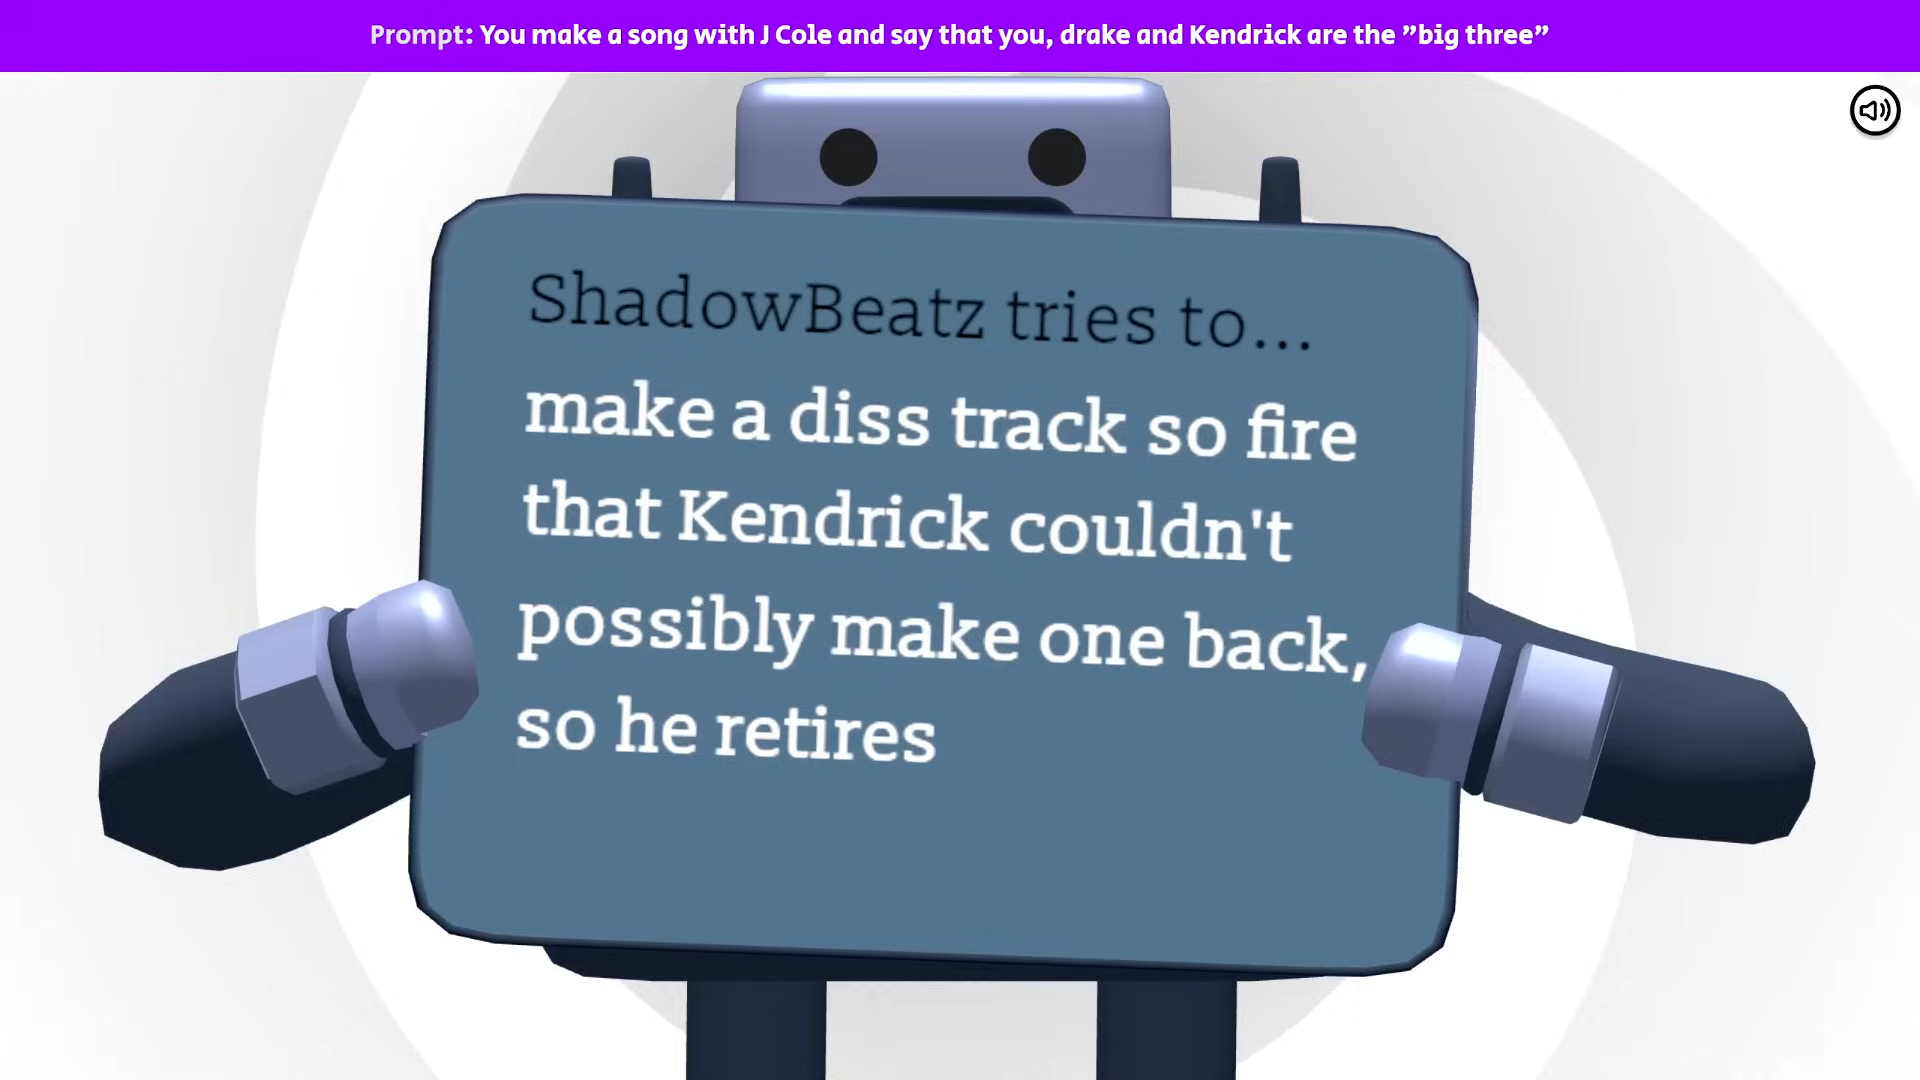 Prompt: You make a song with J Cole and say that you, drake and Kendrick are the ”big three”
ShadowBeatz tries to...
make a diss track so fire
that Kendrick couldn't
possibly make one back,
so he retires